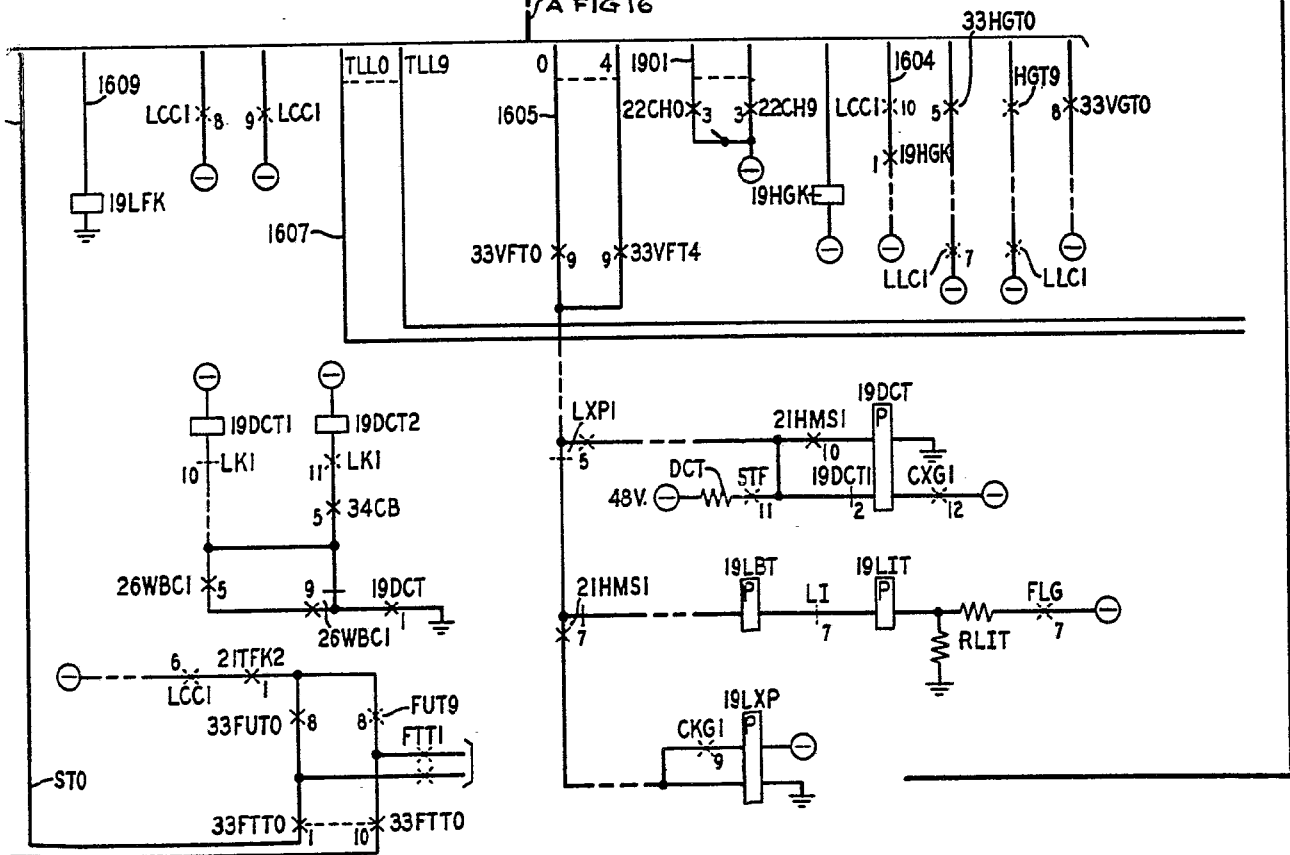 A FIG 16
33HGT0
1609
TLL0 TLL9
0 4
1901
1604
HGT9
LCC1 8
9 LCC1
1605
22CH0 3
3 22CH9
LCC1 10
5
8 33VGT0
1 19HGK
19LFK
19HGK
1607
33VFT0 9
9 33VFT4
LLC1 7
LLC1
19DCT1
19DCT2
LXP1
5
21HMS1
10
19DCT
P
10 LK1
11 LK1
DCT
STF
11
19DCT1
2
CXG1
12
48V.
5 34CB
26WBC1 5
9
19DCT
1
26WBC1
21HMS1
7
19LBT
P
LI
7
19LIT
P
FLG
7
RLIT
6
LCC1
21TFK2
1
33FUT0 8
8 FUT9
FTT1
19LXP
P
CKG1
9
ST0
33FTT0 1
10 33FTT0